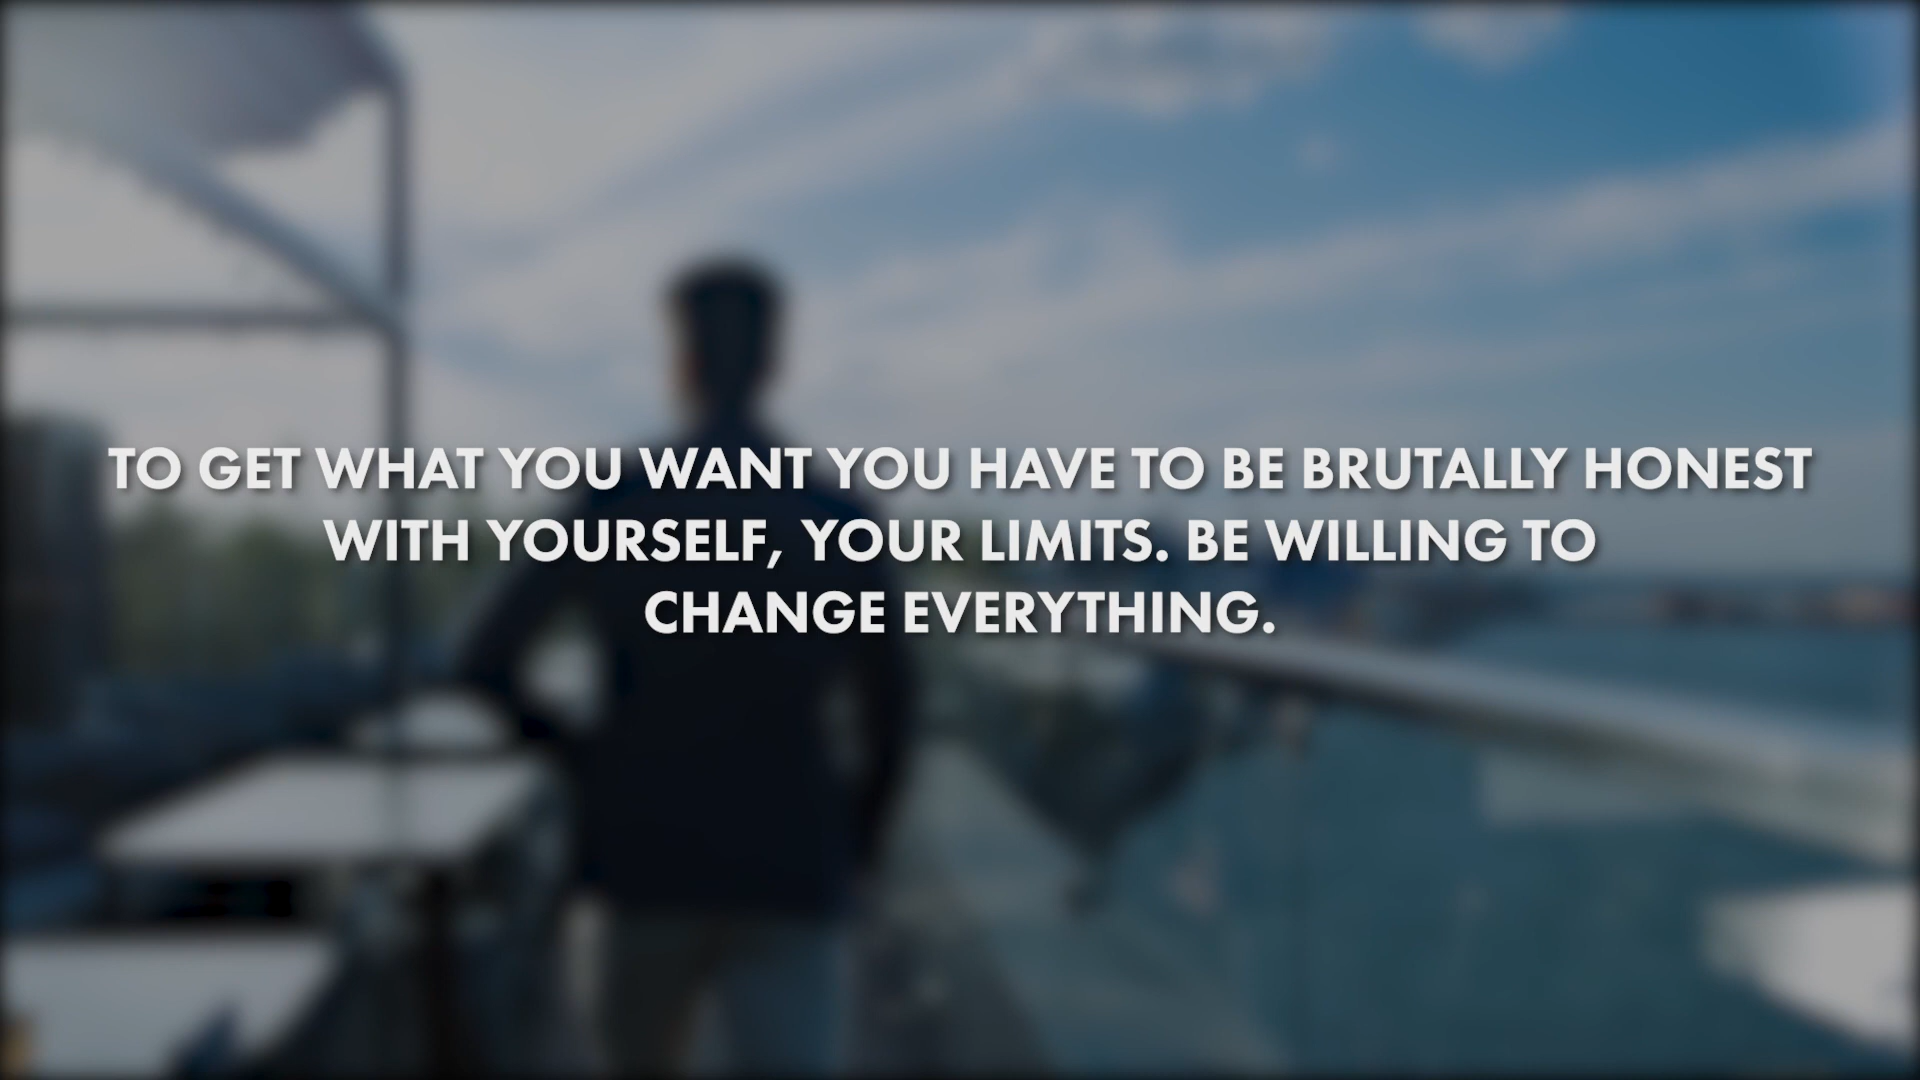 TO GET WHAT YOU WANT YOU HAVE TO BE BRUTALLY HONEST
WITH YOURSELF, YOUR LIMITS. BE WILLING TO
CHANGE EVERYTHING.